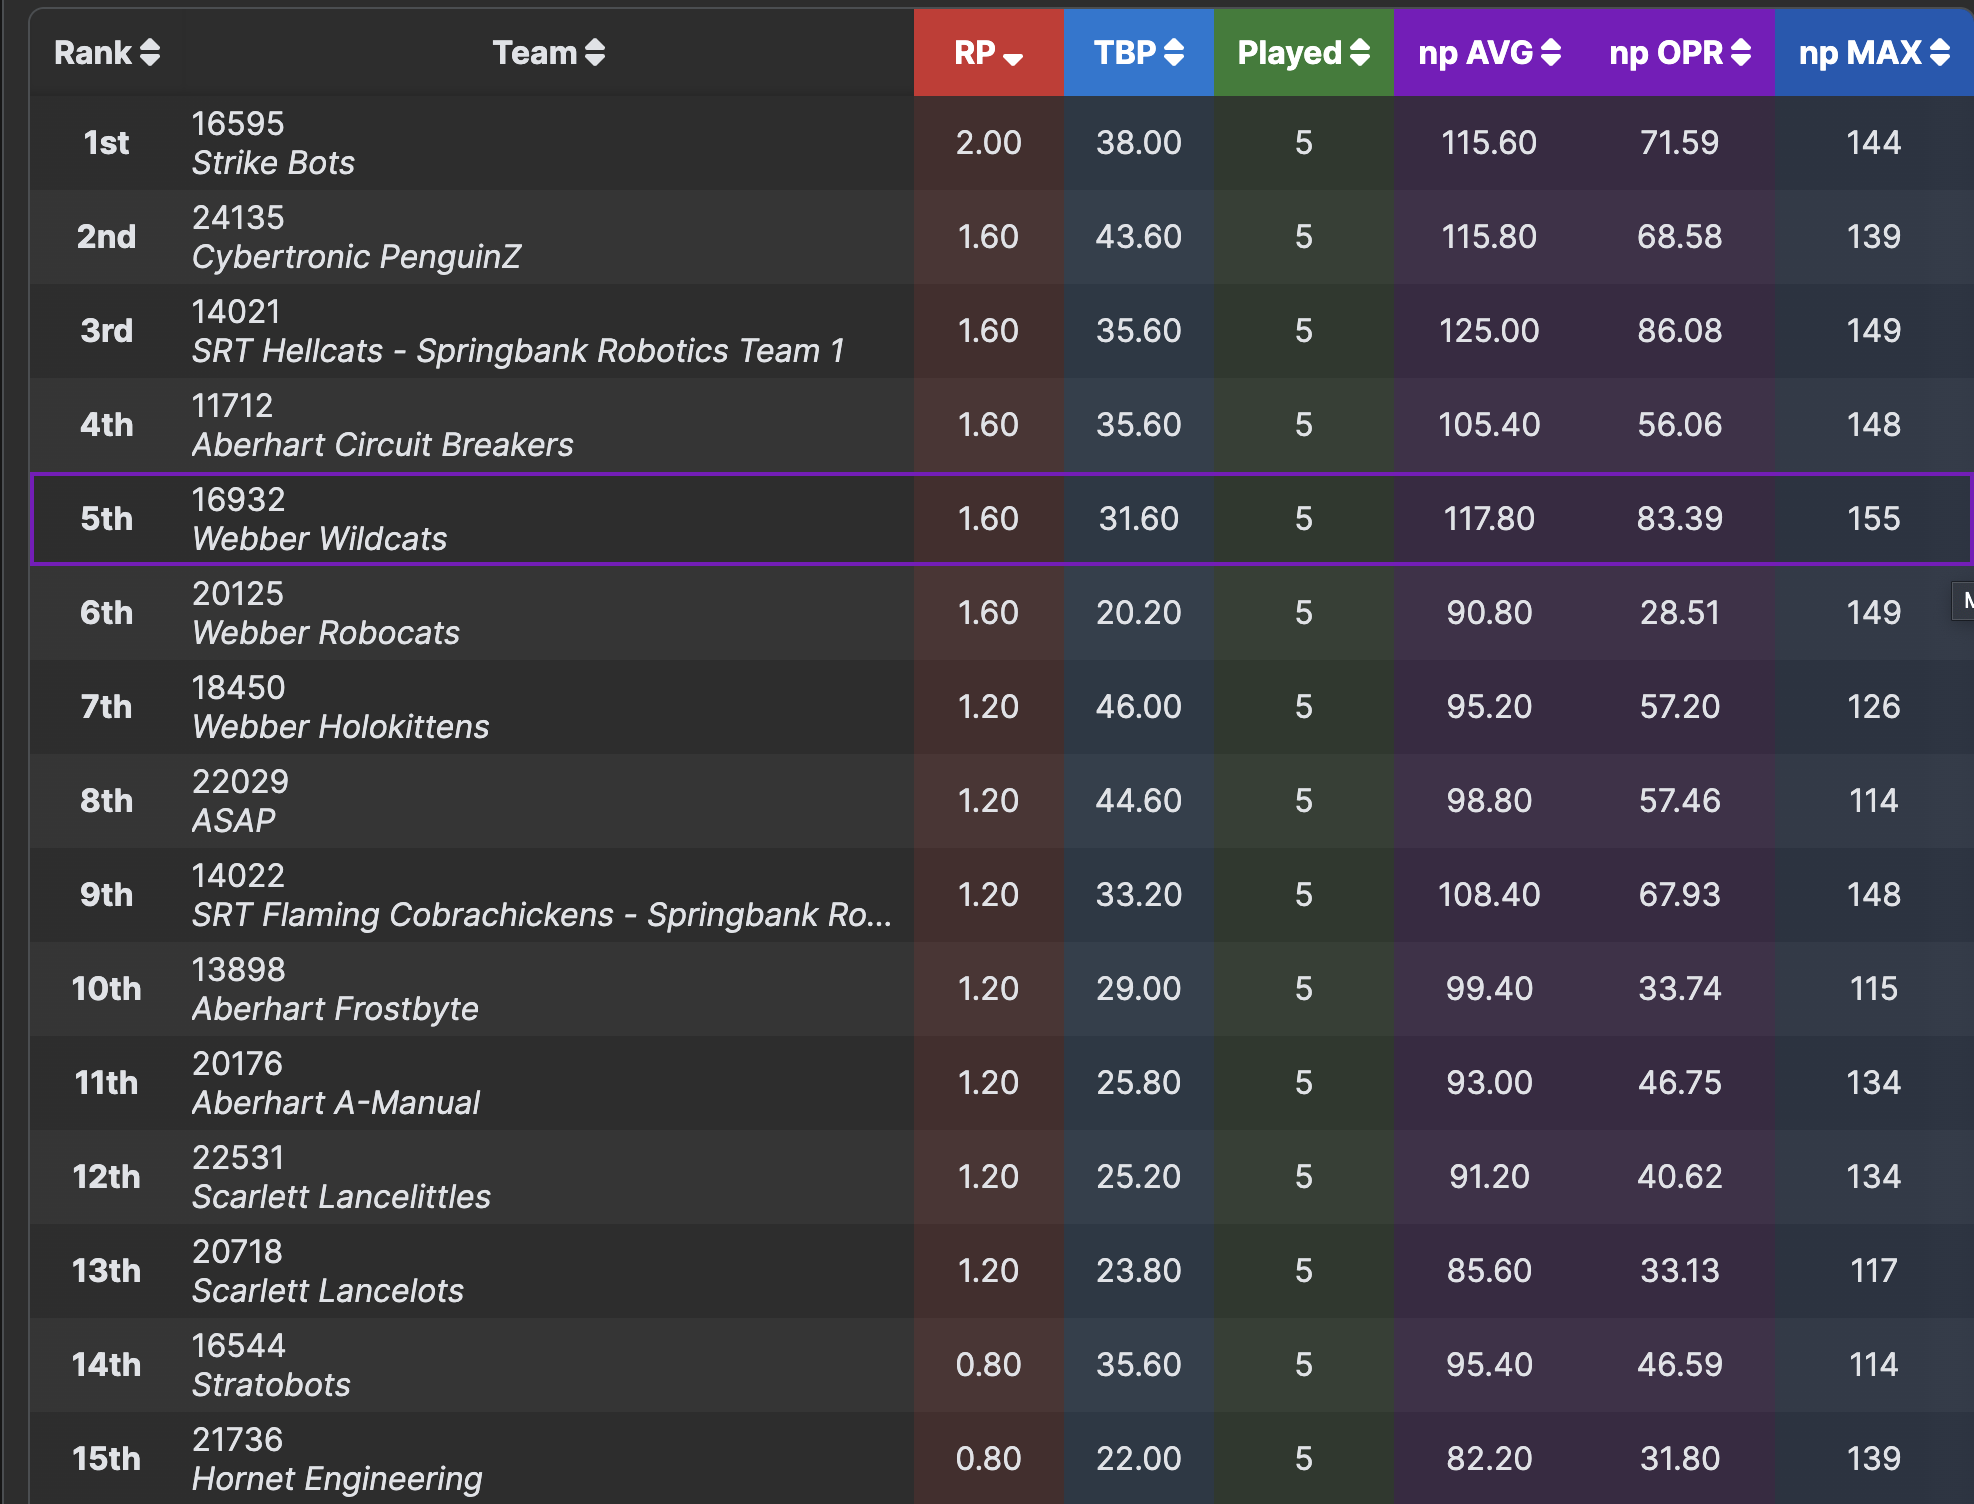 Rank Team RP TBP Played np AVG np OPR np MAX
1st 16595 Strike Bots 2.00 38.00 5 115.60 71.59 144
2nd 24135 Cybertronic PenguinZ 1.60 43.60 5 115.80 68.58 139
3rd 14021 SRT Hellcats - Springbank Robotics Team 1 1.60 35.60 5 125.00 86.08 149
4th 11712 Aberhart Circuit Breakers 1.60 35.60 5 105.40 56.06 148
5th 16932 Webber Wildcats 1.60 31.60 5 117.80 83.39 155
6th 20125 Webber Robocats 1.60 20.20 5 90.80 28.51 149
7th 18450 Webber Holokittens 1.20 46.00 5 95.20 57.20 126
8th 22029 ASAP 1.20 44.60 5 98.80 57.46 114
9th 14022 SRT Flaming Cobrachickens - Springbank Ro... 1.20 33.20 5 108.40 67.93 148
10th 13898 Aberhart Frostbyte 1.20 29.00 5 99.40 33.74 115
11th 20176 Aberhart A-Manual 1.20 25.80 5 93.00 46.75 134
12th 22531 Scarlett Lancelittles 1.20 25.20 5 91.20 40.62 134
13th 20718 Scarlett Lancelots 1.20 23.80 5 85.60 33.13 117
14th 16544 Stratobots 0.80 35.60 5 95.40 46.59 114
15th 21736 Hornet Engineering 0.80 22.00 5 82.20 31.80 139